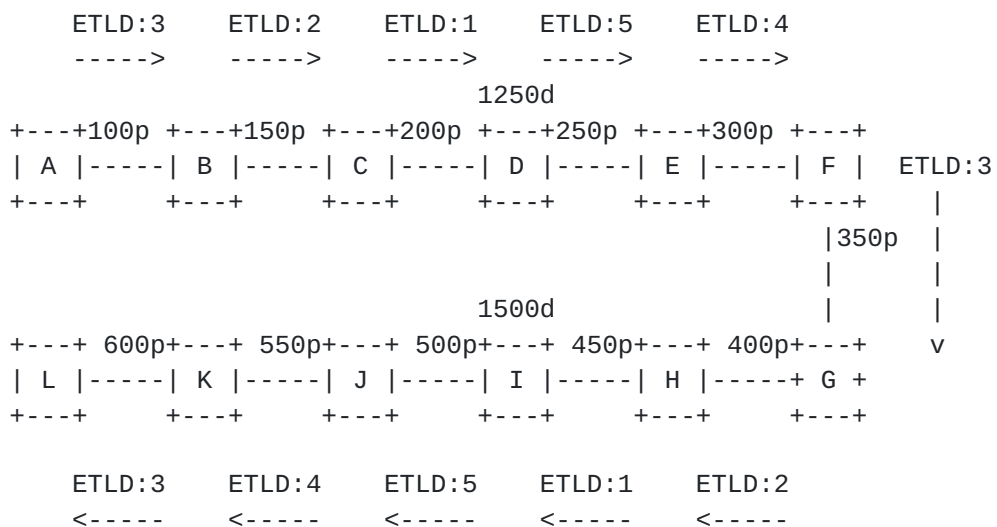 ETLD:3 ETLD:2 ETLD:1 ETLD:5 ETLD:4
-----> -----> -----> -----> ----->
1250d
+---+100p +---+150p +---+200p +---+250p +---+300p +---+
| A |-----| B |-----| C |-----| D |-----| E |-----| F | ETLD:3
+---+ +---+ +---+ +---+ +---+ +---+ |
|350p |
| |
1500d | |
+---+ 600p+---+ 550p+---+ 500p+---+ 450p+---+ 400p+---+ v
| L |-----| K |-----| J |-----| I |-----| H |-----+ G +
+---+ +---+ +---+ +---+ +---+ +---+
ETLD:3 ETLD:4 ETLD:5 ETLD:1 ETLD:2
<----- <----- <----- <----- <-----